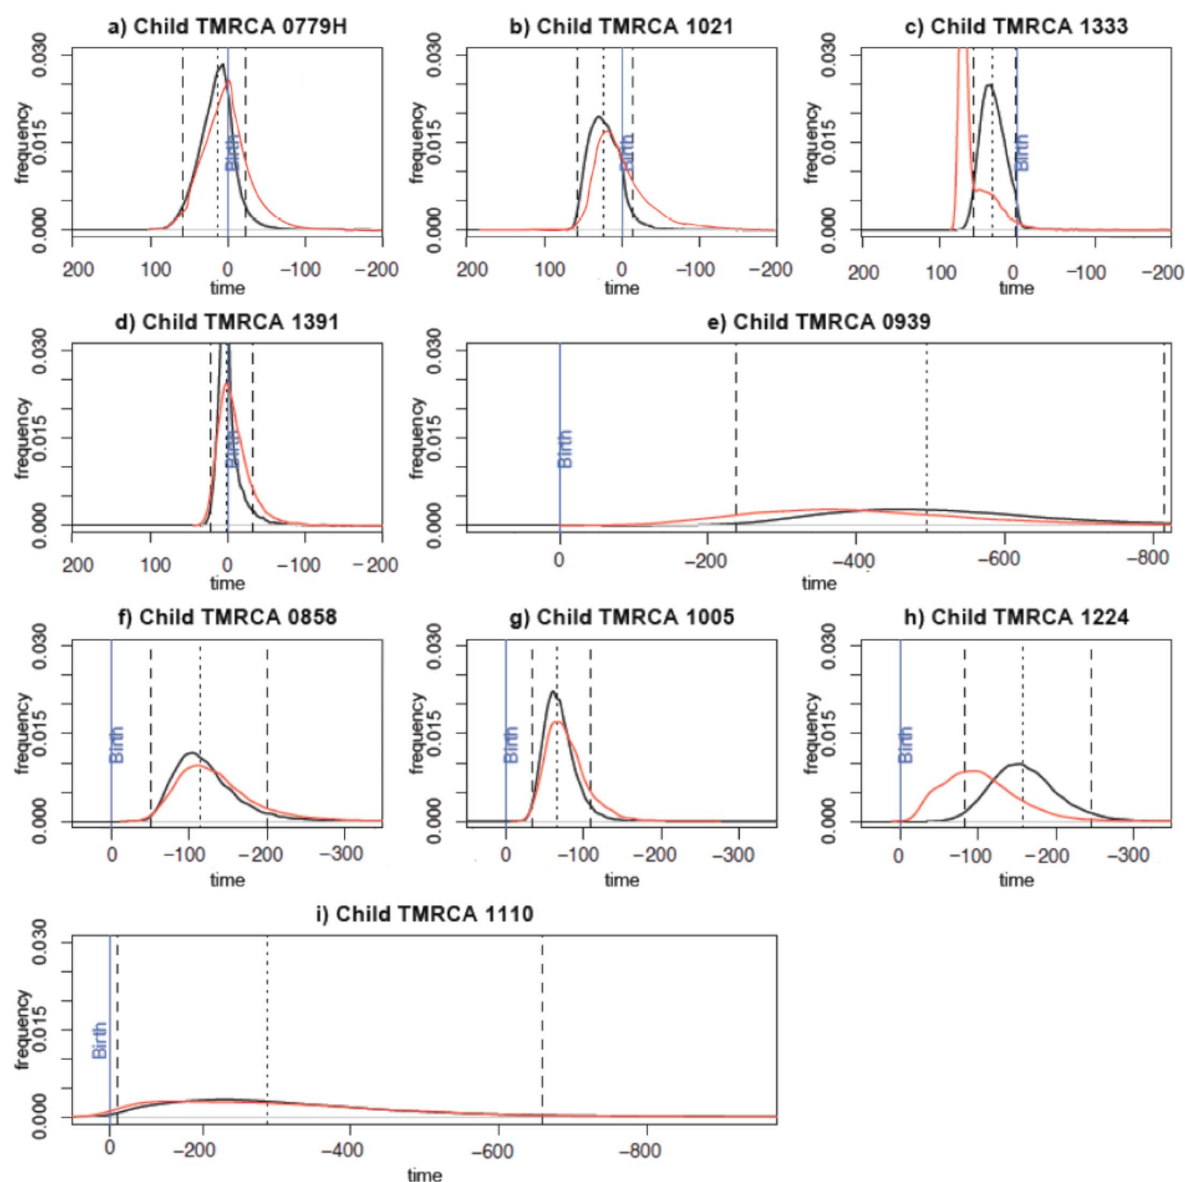 a) Child TMRCA 0779H
frequency
0.000 0.015 0.030
Birth
200 100 0 −100 −200
time
b) Child TMRCA 1021
frequency
0.000 0.015 0.030
Birth
200 100 0 −100 −200
time
c) Child TMRCA 1333
frequency
0.000 0.015 0.030
Birth
200 100 0 −100 −200
time
d) Child TMRCA 1391
frequency
0.000 0.015 0.030
Birth
200 100 0 −100 −200
time
e) Child TMRCA 0939
frequency
0.000 0.015 0.030
Birth
0 −200 −400 −600 −800
time
f) Child TMRCA 0858
frequency
0.000 0.015 0.030
Birth
0 −100 −200 −300
time
g) Child TMRCA 1005
frequency
0.000 0.015 0.030
Birth
0 −100 −200 −300
time
h) Child TMRCA 1224
frequency
0.000 0.015 0.030
Birth
0 −100 −200 −300
time
i) Child TMRCA 1110
frequency
0.000 0.015 0.030
Birth
0 −200 −400 −600 −800
time